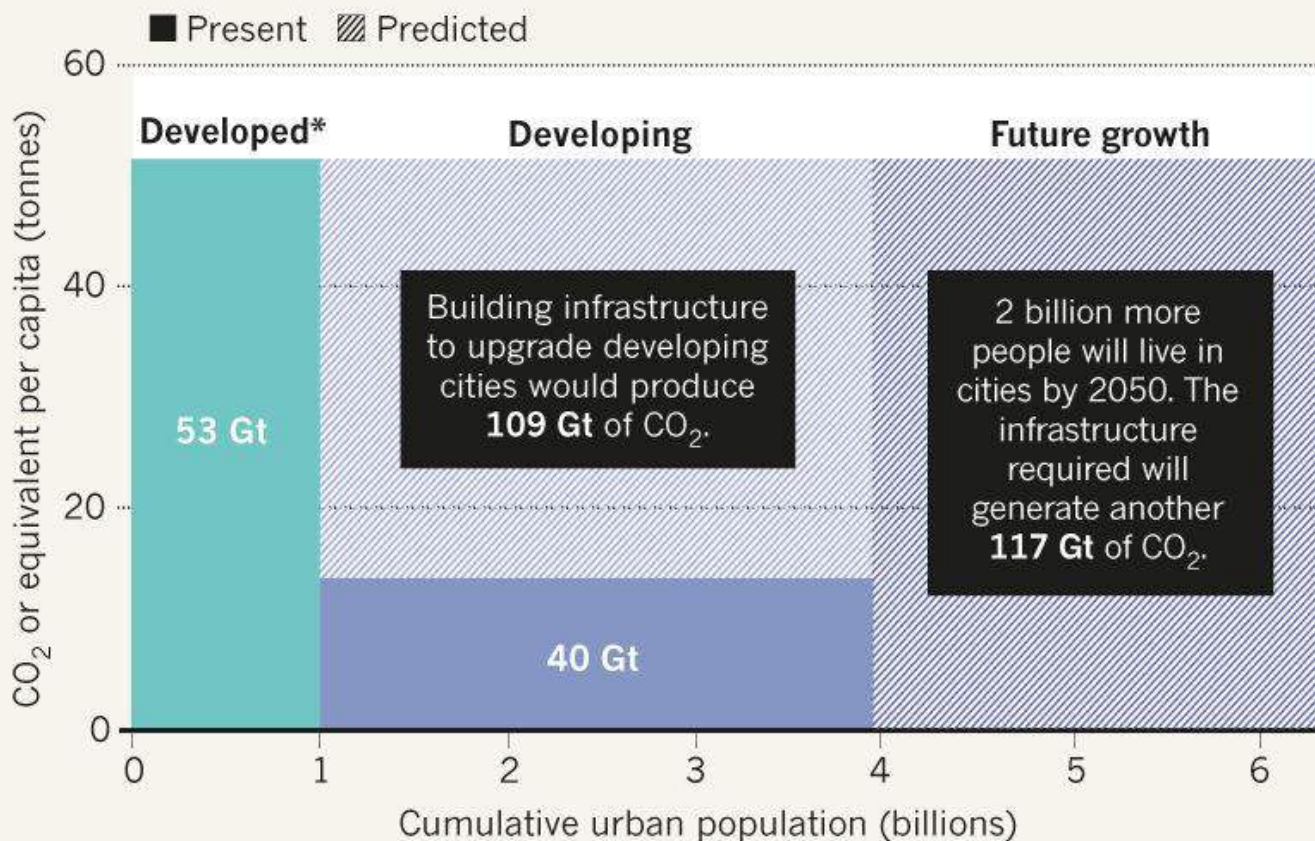 Present Predicted
60
Developed* Developing Future growth
40
20
0
CO₂ or equivalent per capita (tonnes)
53 Gt
Building infrastructure
to upgrade developing
cities would produce
109 Gt of CO₂.
40 Gt
2 billion more
people will live in
cities by 2050. The
infrastructure
required will
generate another
117 Gt of CO₂.
0 1 2 3 4 5 6
Cumulative urban population (billions)